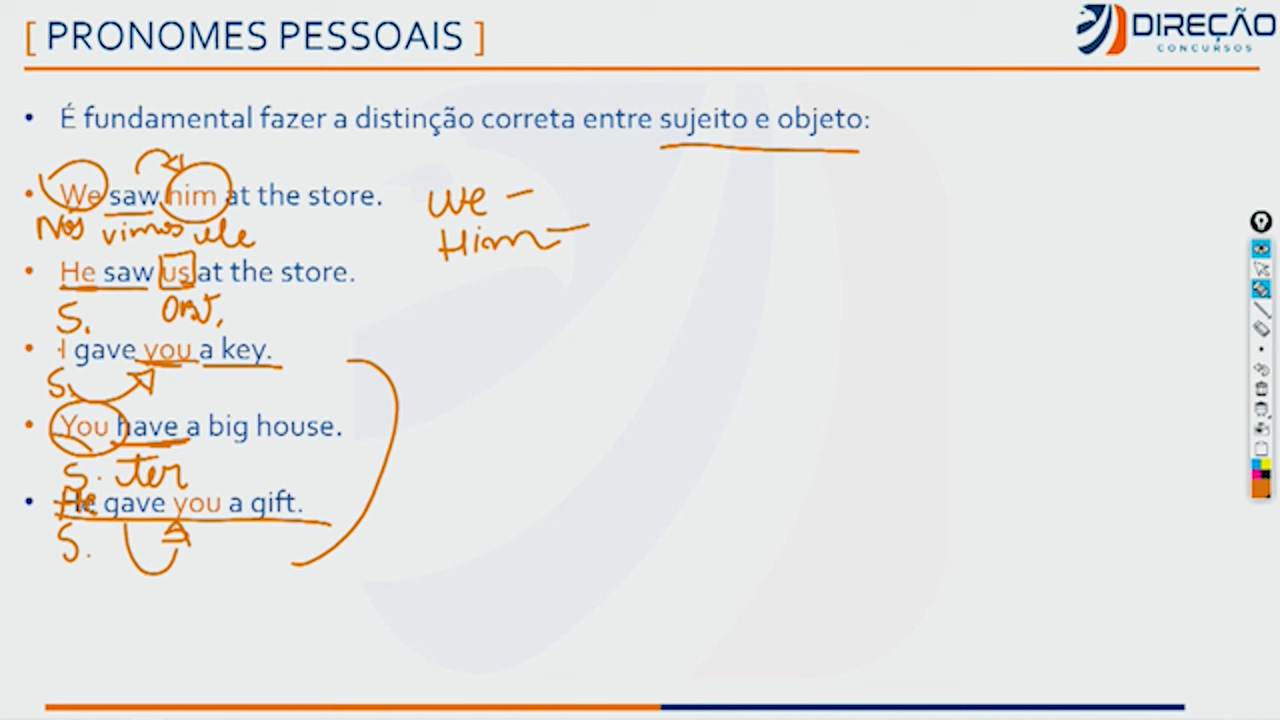 [ PRONOMES PESSOAIS ]
DIREÇÃO
CONCURSOS
• É fundamental fazer a distinção correta entre sujeito e objeto:
• We saw him at the store.
We -
Nós vimos ele
Him -
• He saw us at the store.
S. OBJ.
• I gave you a key.
S.
• You have a big house.
S. ter
• He gave you a gift.
S.